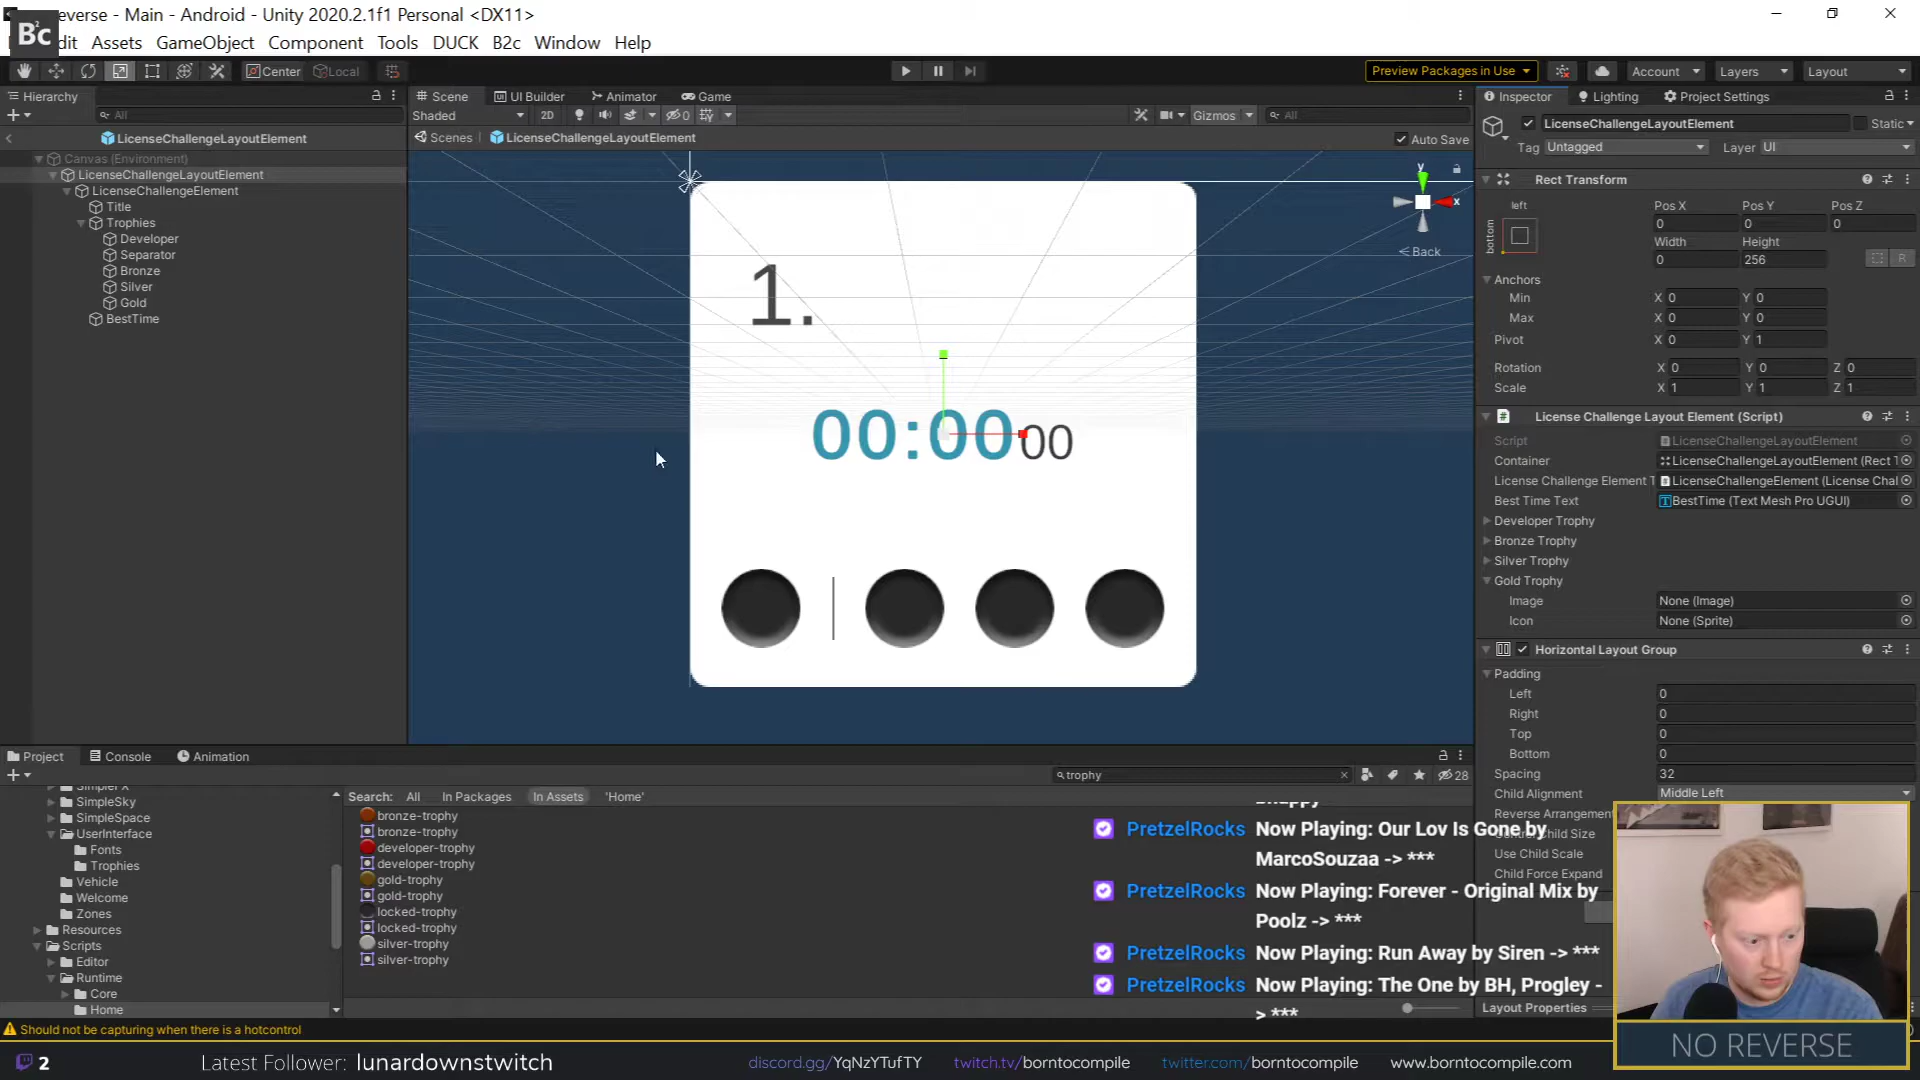 everse - Main - Android - Unity 2020.2.1f1 Personal <DX11>
Bc2
dit Assets GameObject Component Tools DUCK B2c Window Help
Center Local
Preview Packages in Use
Account Layers Layout
Hierarchy
All
LicenseChallengeLayoutElement
Canvas (Environment)
LicenseChallengeLayoutElement
LicenseChallengeElement
Title
Trophies
Developer
Separator
Bronze
Silver
Gold
BestTime
Scene UI Builder Animator Game
Shaded 2D 0 Gizmos All
Scenes LicenseChallengeLayoutElement Auto Save
y
x
Back
1.
00:00 00
Inspector Lighting Project Settings
LicenseChallengeLayoutElement Static
Tag Untagged Layer UI
Rect Transform
left Pos X Pos Y Pos Z
bottom 0 0 0
Width Height
0 256 R
Anchors
Min X 0 Y 0
Max X 0 Y 0
Pivot X 0 Y 1
Rotation X 0 Y 0 Z 0
Scale X 1 Y 1 Z 1
License Challenge Layout Element (Script)
Script LicenseChallengeLayoutElement
Container LicenseChallengeLayoutElement (Rect T
License Challenge Element T LicenseChallengeElement (License Chal
Best Time Text BestTime (Text Mesh Pro UGUI)
Developer Trophy
Bronze Trophy
Silver Trophy
Gold Trophy
Image None (Image)
Icon None (Sprite)
Horizontal Layout Group
Padding
Left 0
Right 0
Top 0
Bottom 0
Spacing 32
Child Alignment Middle Left
Reverse Arrangement
Child Size
Use Child Scale
Child Force Expand
Layout Properties
Project Console Animation
trophy 28
SimpleSky
SimpleSpace
UserInterface
Fonts
Trophies
Vehicle
Welcome
Zones
Resources
Scripts
Editor
Runtime
Core
Home
Search: All In Packages In Assets 'Home'
bronze-trophy
bronze-trophy
developer-trophy
developer-trophy
gold-trophy
gold-trophy
locked-trophy
locked-trophy
silver-trophy
silver-trophy
PretzelRocks Now Playing: Our Lov Is Gone by
MarcoSouzaa -> ***
PretzelRocks Now Playing: Forever - Original Mix by
Poolz -> ***
PretzelRocks Now Playing: Run Away by Siren -> ***
PretzelRocks Now Playing: The One by BH, Progley -
> ***
Should not be capturing when there is a hotcontrol
2 Latest Follower: lunardownstwitch
discord.gg/YqNzYTufTY twitch.tv/borntocompile twitter.com/borntocompile www.borntocompile.com
NO REVERSE